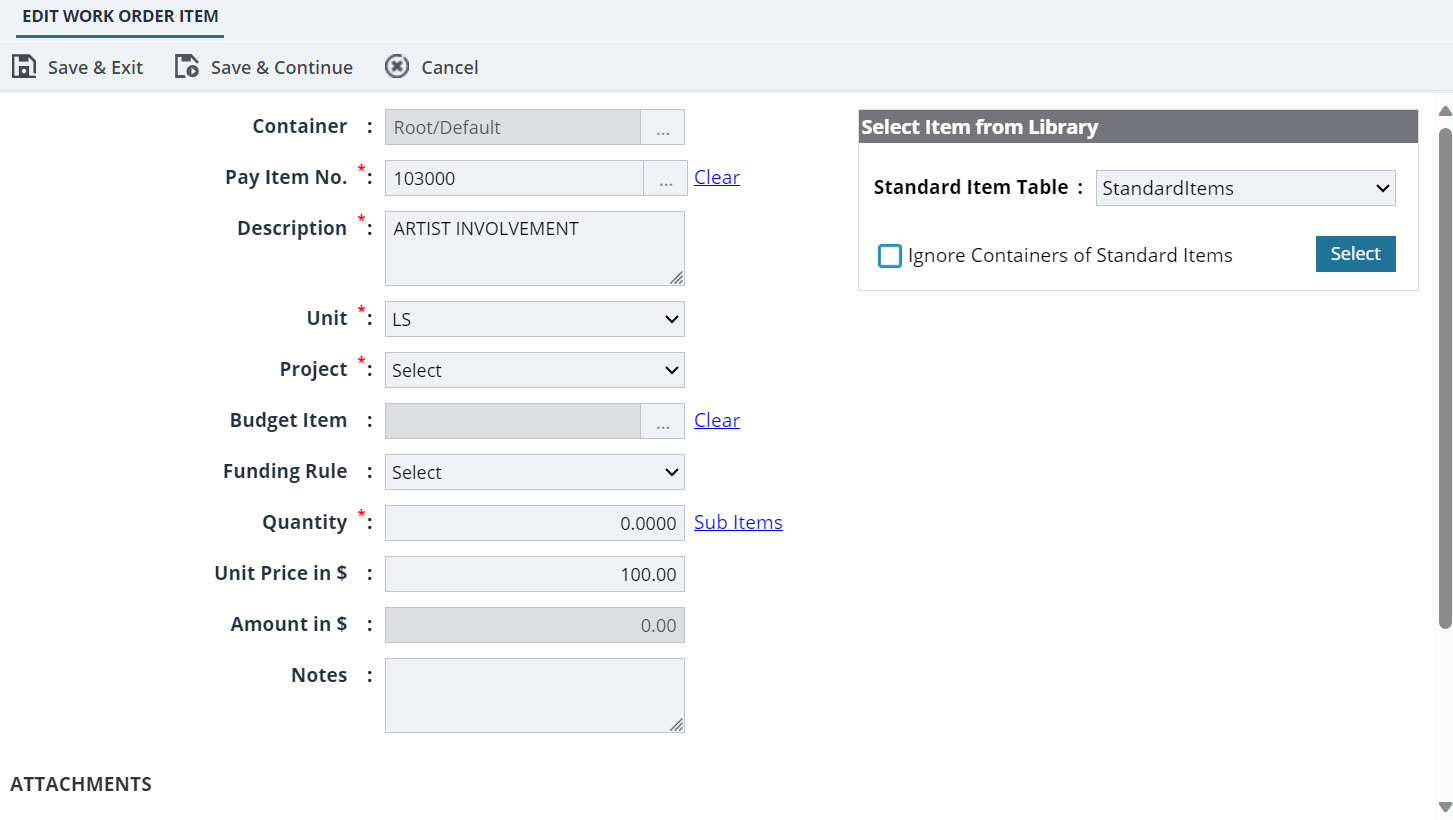 EDIT WORK ORDER ITEM
Save & Exit Save & Continue Cancel
Container : Root/Default ...
Pay Item No. * : 103000 ... Clear
Description * : ARTIST INVOLVEMENT
Unit * : LS
Project * : Select
Budget Item : ... Clear
Funding Rule : Select
Quantity * : 0.0000 Sub Items
Unit Price in $ : 100.00
Amount in $ : 0.00
Notes :
Select Item from Library
Standard Item Table : StandardItems
Ignore Containers of Standard Items Select
ATTACHMENTS